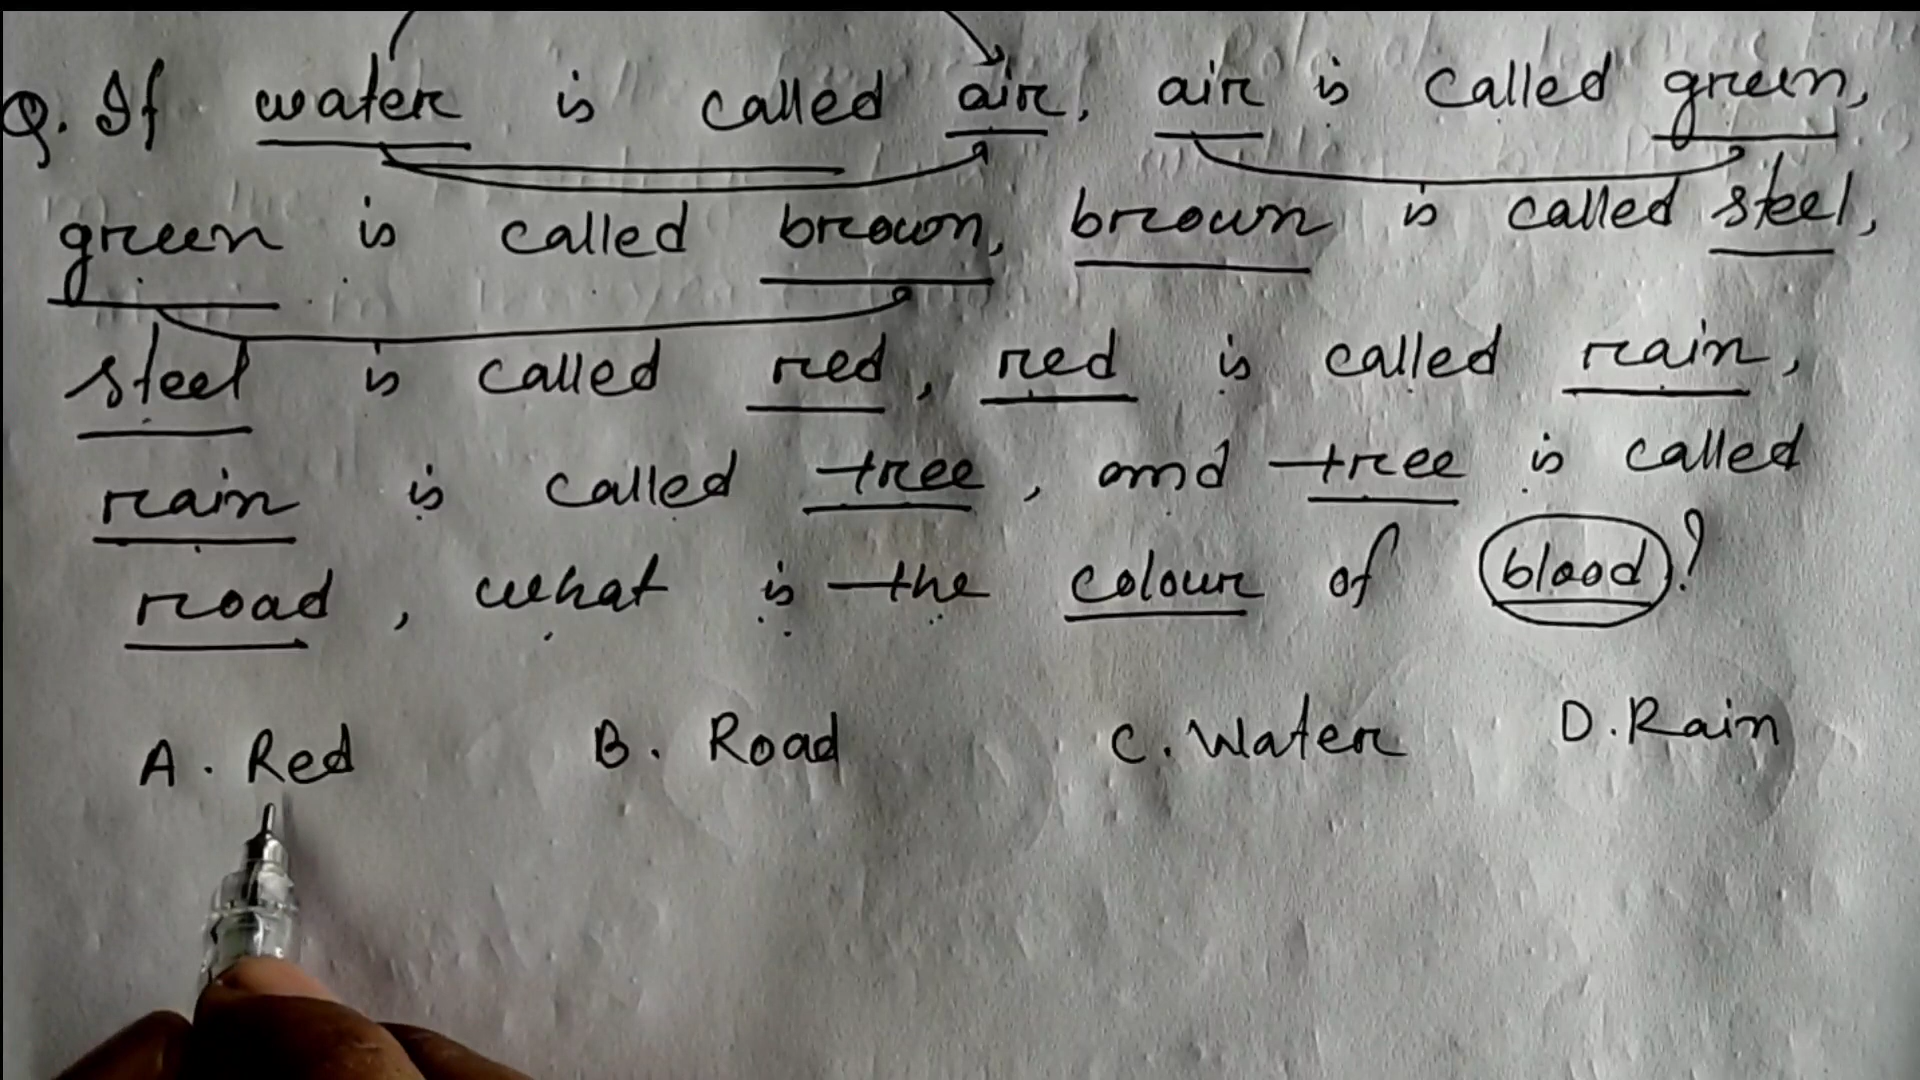 Q. If water is called air, air is called green,
green is called brown, brown is called steel,
steel is called red, red is called rain,
rain is called tree, and tree is called
road, what is the colour of blood?
A. Red B. Road C. Water D. Rain